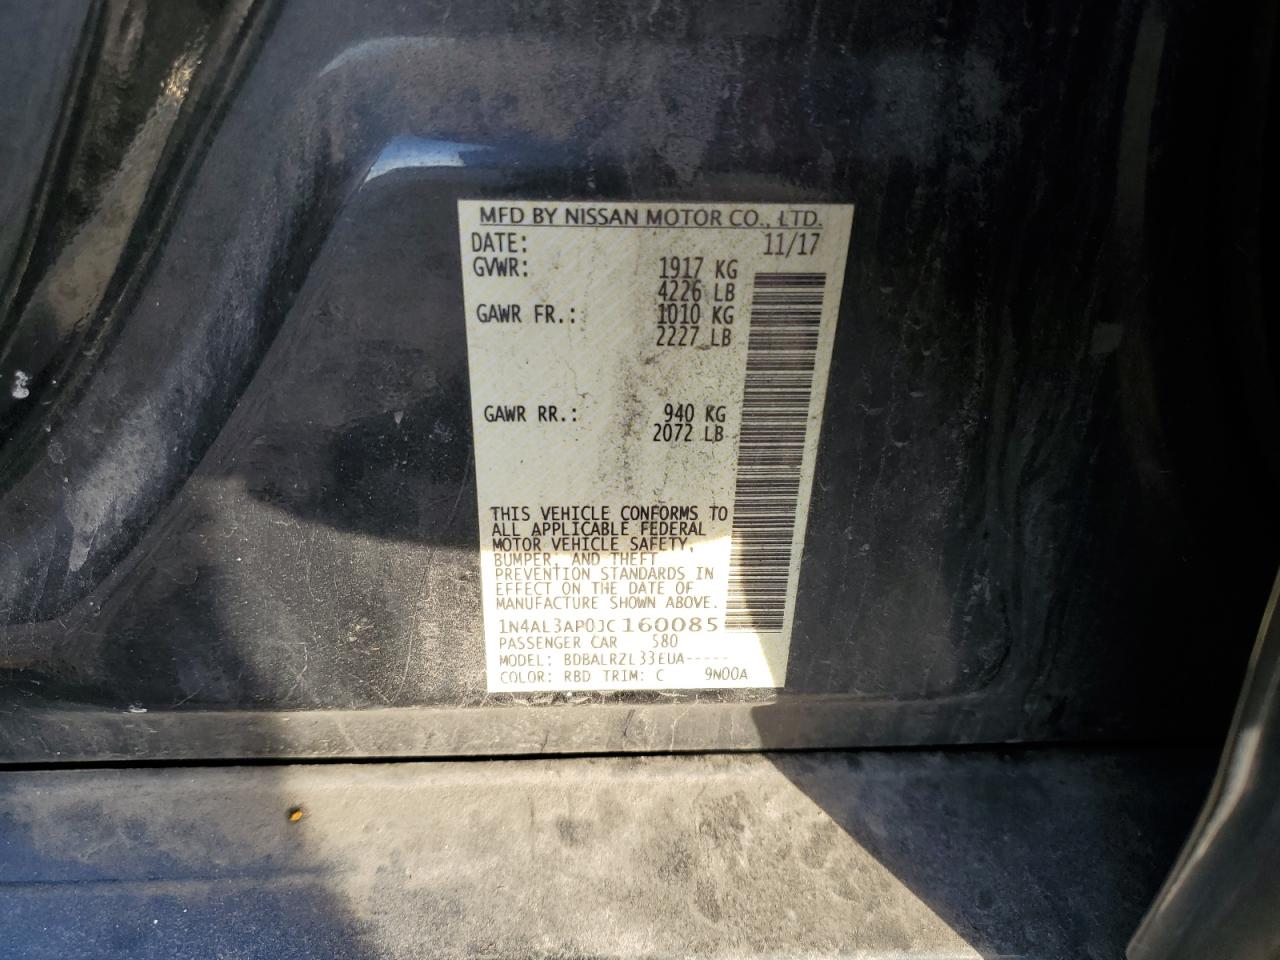 MFD BY NISSAN MOTOR CO., LTD.
DATE: 11/17
GVWR: 1917 KG
4226 LB
GAWR FR.: 1010 KG
2227 LB
GAWR RR.: 940 KG
2072 LB
THIS VEHICLE CONFORMS TO
ALL APPLICABLE FEDERAL
MOTOR VEHICLE SAFETY,
BUMPER, AND THEFT
PREVENTION STANDARDS IN
EFFECT ON THE DATE OF
MANUFACTURE SHOWN ABOVE.
1N4AL3AP0JC160085
PASSENGER CAR 580
MODEL: BDBALRZL33EUA-----
COLOR: RBD TRIM: C 9N00A